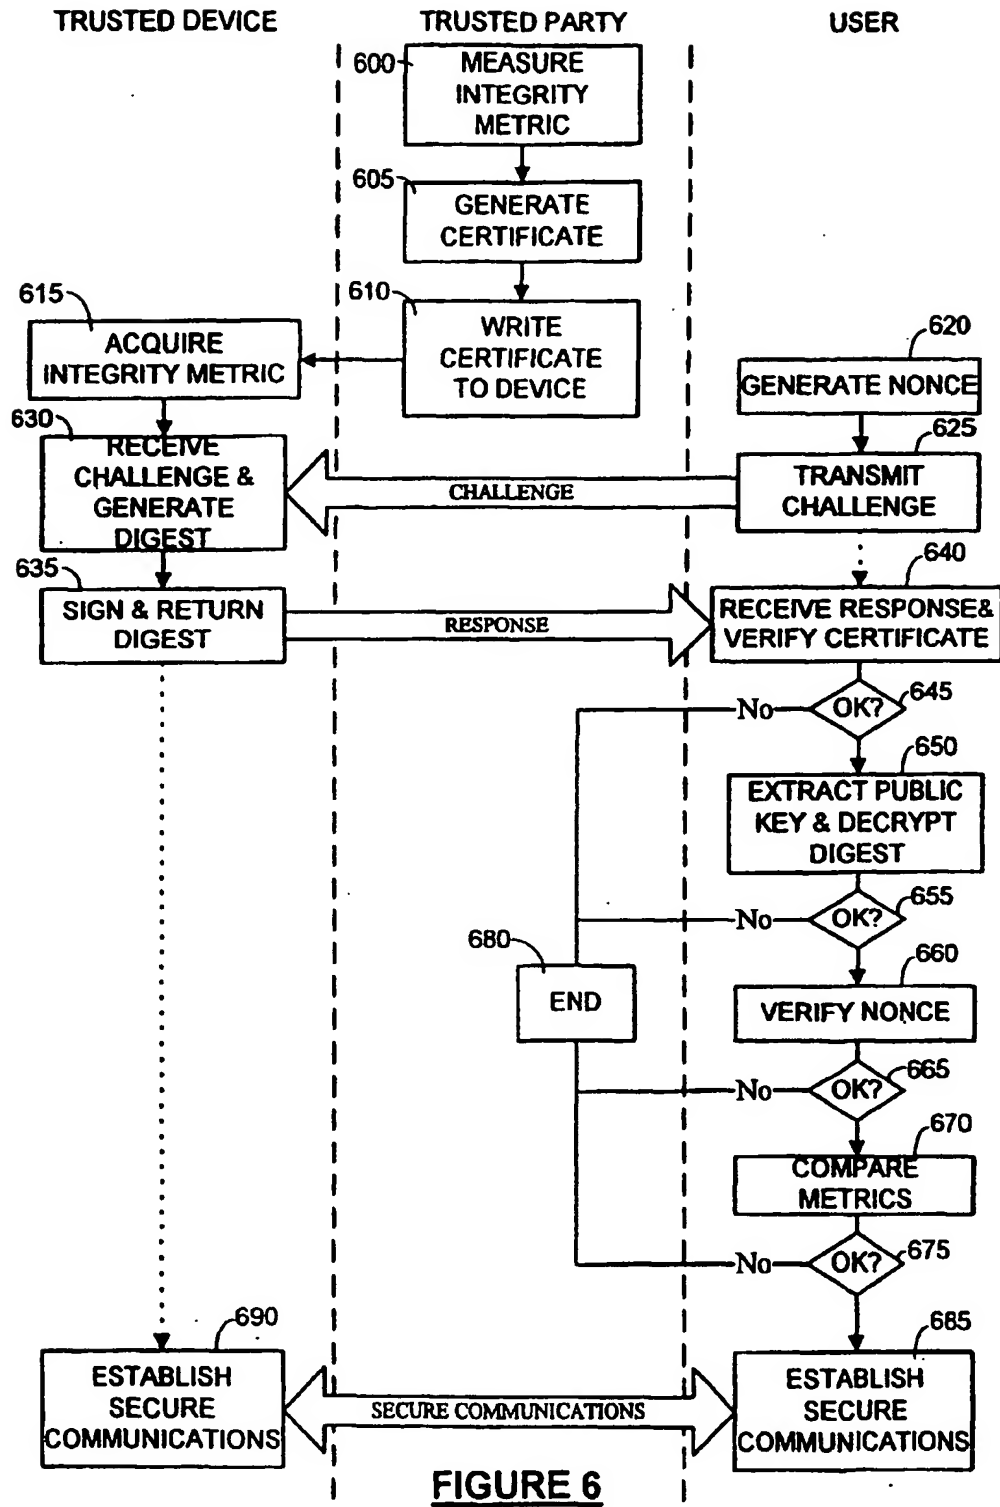 TRUSTED DEVICE
TRUSTED PARTY
USER
600
MEASURE
INTEGRITY
METRIC
605
GENERATE
CERTIFICATE
610
WRITE
CERTIFICATE
TO DEVICE
615
ACQUIRE
INTEGRITY METRIC
620
GENERATE NONCE
625
TRANSMIT
CHALLENGE
CHALLENGE
630
RECEIVE
CHALLENGE &
GENERATE
DIGEST
635
SIGN & RETURN
DIGEST
RESPONSE
640
RECEIVE RESPONSE&
VERIFY CERTIFICATE
645
OK?
No
650
EXTRACT PUBLIC
KEY & DECRYPT
DIGEST
655
OK?
No
680
END
660
VERIFY NONCE
665
OK?
No
670
COMPARE
METRICS
675
OK?
No
690
ESTABLISH
SECURE
COMMUNICATIONS
SECURE COMMUNICATIONS
685
ESTABLISH
SECURE
COMMUNICATIONS
FIGURE 6